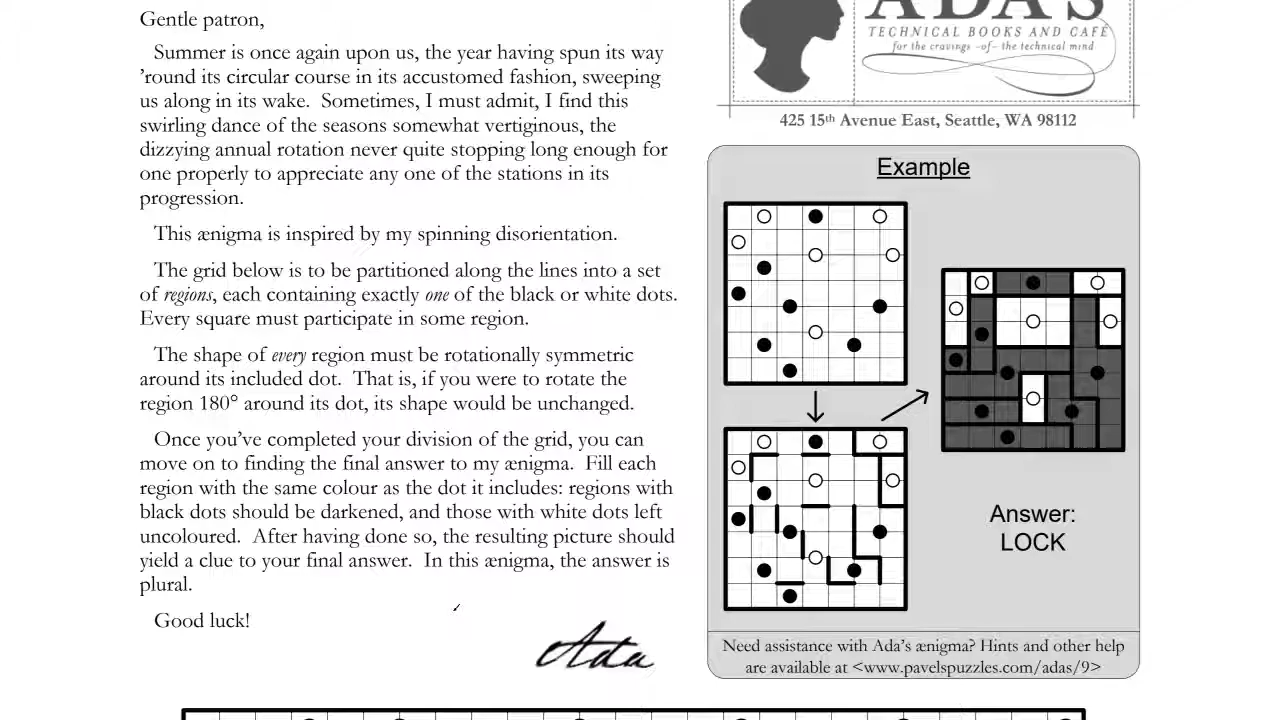 Gentle patron,
Summer is once again upon us, the year having spun its way
’round its circular course in its accustomed fashion, sweeping
us along in its wake. Sometimes, I must admit, I find this
swirling dance of the seasons somewhat vertiginous, the
dizzying annual rotation never quite stopping long enough for
one properly to appreciate any one of the stations in its
progression.
This ænigma is inspired by my spinning disorientation.
The grid below is to be partitioned along the lines into a set
of regions, each containing exactly one of the black or white dots.
Every square must participate in some region.
The shape of every region must be rotationally symmetric
around its included dot. That is, if you were to rotate the
region 180° around its dot, its shape would be unchanged.
Once you’ve completed your division of the grid, you can
move on to finding the final answer to my ænigma. Fill each
region with the same colour as the dot it includes: regions with
black dots should be darkened, and those with white dots left
uncoloured. After having done so, the resulting picture should
yield a clue to your final answer. In this ænigma, the answer is
plural.
Good luck!
Ada
ADA'S
TECHNICAL BOOKS AND CAFÉ
for the cravings -of- the technical mind
425 15th Avenue East, Seattle, WA 98112
Example
Answer:
LOCK
Need assistance with Ada’s ænigma? Hints and other help
are available at <www.pavelspuzzles.com/adas/9>